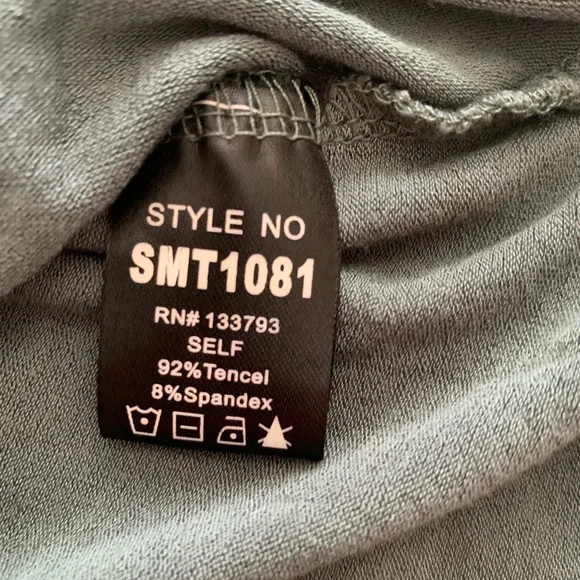 STYLE NO
SMT1081
RN# 133793
SELF
92%Tencel
8%Spandex